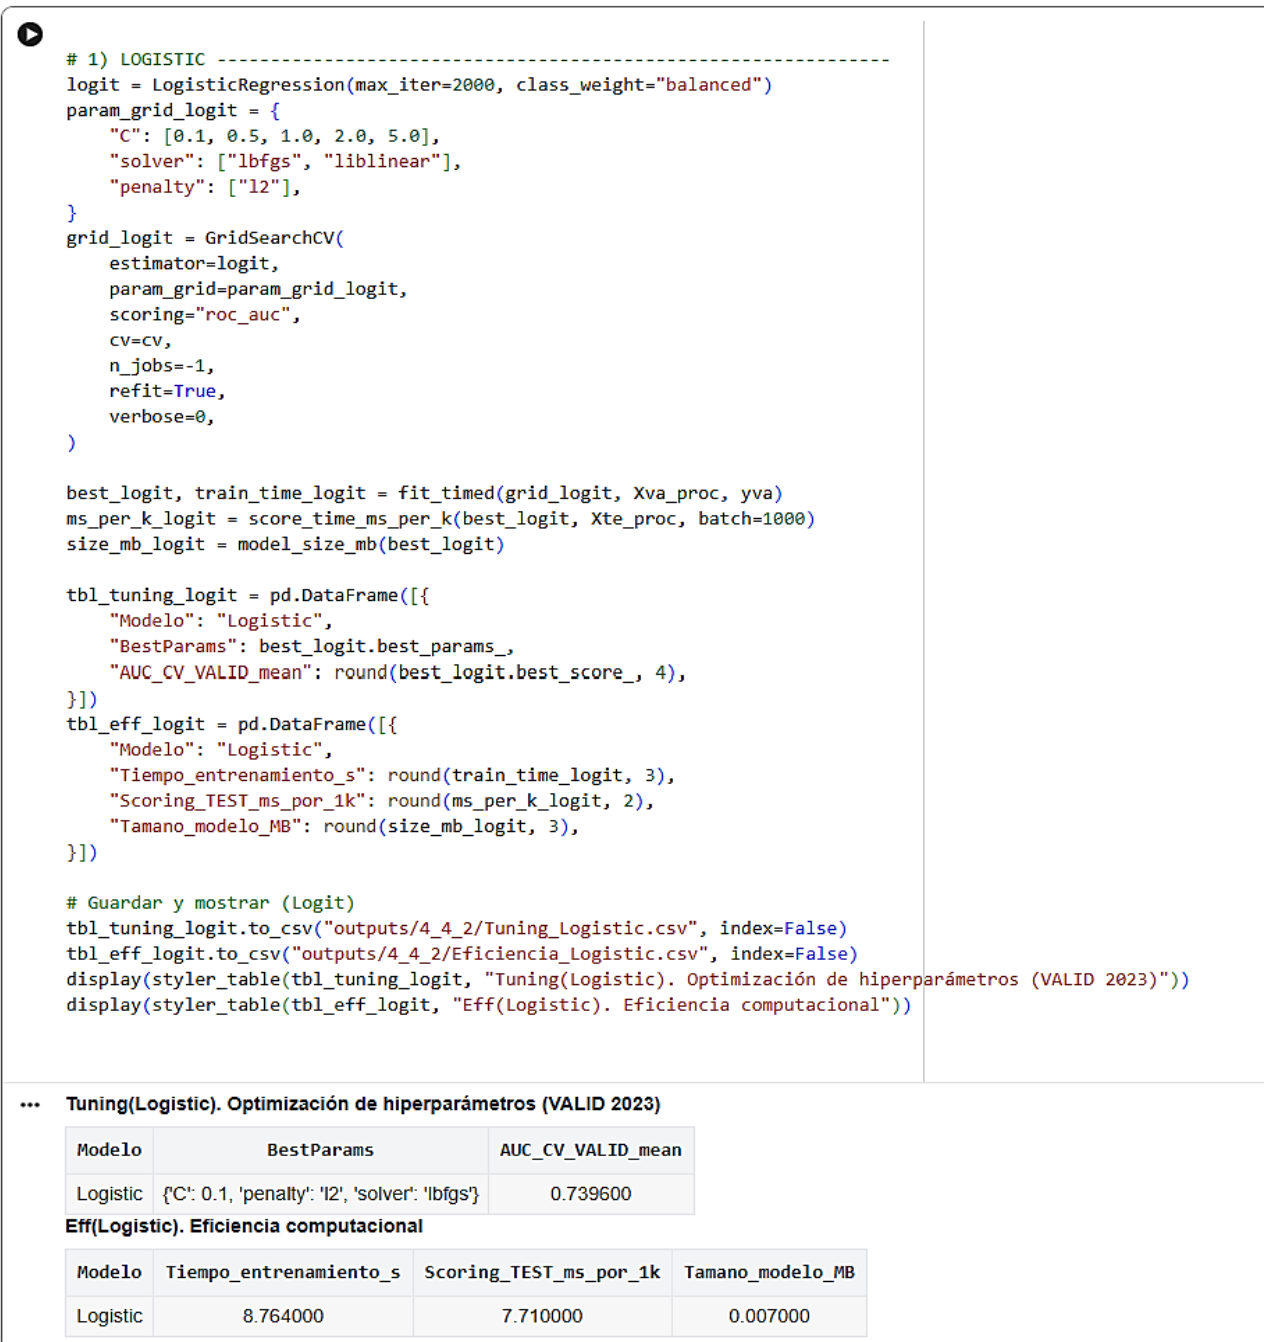 # 1) LOGISTIC ---------------------------------------------------------------
logit = LogisticRegression(max_iter=2000, class_weight="balanced")
param_grid_logit = {
    "C": [0.1, 0.5, 1.0, 2.0, 5.0],
    "solver": ["lbfgs", "liblinear"],
    "penalty": ["l2"],
}
grid_logit = GridSearchCV(
    estimator=logit,
    param_grid=param_grid_logit,
    scoring="roc_auc",
    cv=cv,
    n_jobs=-1,
    refit=True,
    verbose=0,
)

best_logit, train_time_logit = fit_timed(grid_logit, Xva_proc, yva)
ms_per_k_logit = score_time_ms_per_k(best_logit, Xte_proc, batch=1000)
size_mb_logit = model_size_mb(best_logit)

tbl_tuning_logit = pd.DataFrame([{
    "Modelo": "Logistic",
    "BestParams": best_logit.best_params_,
    "AUC_CV_VALID_mean": round(best_logit.best_score_, 4),
}])
tbl_eff_logit = pd.DataFrame([{
    "Modelo": "Logistic",
    "Tiempo_entrenamiento_s": round(train_time_logit, 3),
    "Scoring_TEST_ms_por_1k": round(ms_per_k_logit, 2),
    "Tamano_modelo_MB": round(size_mb_logit, 3),
}])

# Guardar y mostrar (Logit)
tbl_tuning_logit.to_csv("outputs/4_4_2/Tuning_Logistic.csv", index=False)
tbl_eff_logit.to_csv("outputs/4_4_2/Eficiencia_Logistic.csv", index=False)
display(styler_table(tbl_tuning_logit, "Tuning(Logistic). Optimización de hiperparámetros (VALID 2023)"))
display(styler_table(tbl_eff_logit, "Eff(Logistic). Eficiencia computacional"))

Tuning(Logistic). Optimización de hiperparámetros (VALID 2023)
Modelo BestParams AUC_CV_VALID_mean
Logistic {'C': 0.1, 'penalty': 'l2', 'solver': 'lbfgs'} 0.739600
Eff(Logistic). Eficiencia computacional
Modelo Tiempo_entrenamiento_s Scoring_TEST_ms_por_1k Tamano_modelo_MB
Logistic 8.764000 7.710000 0.007000